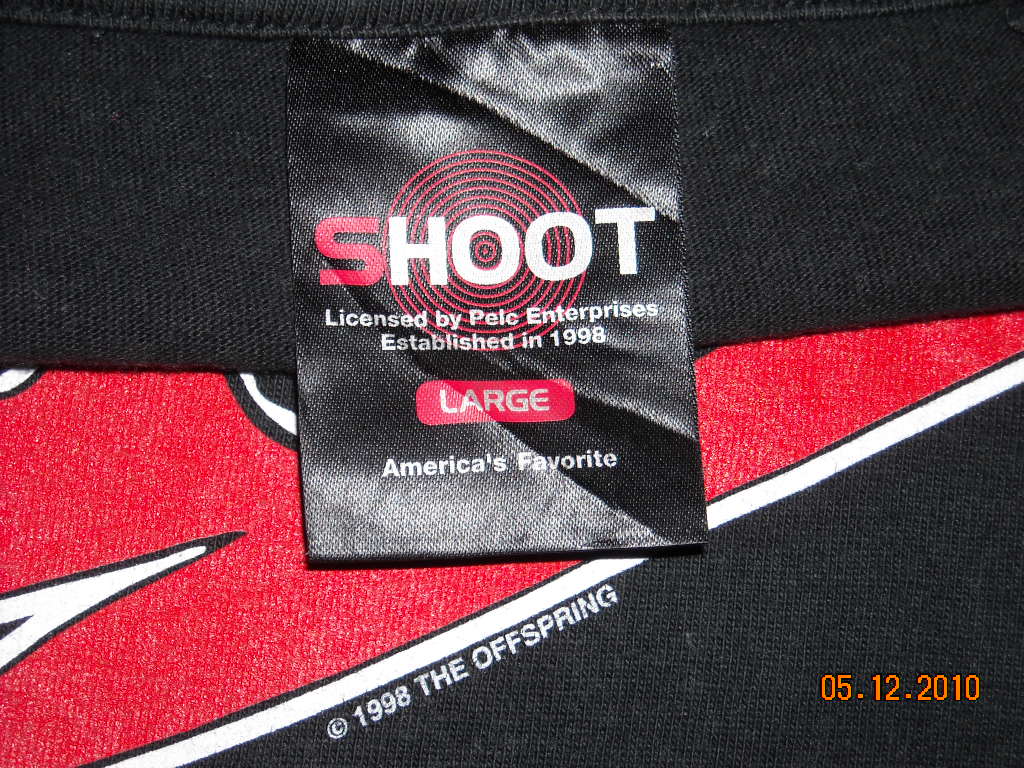 SHOOT
Licensed by Pelc Enterprises
Established in 1998
LARGE
America's Favorite
© 1998 THE OFFSPRING
05.12.2010